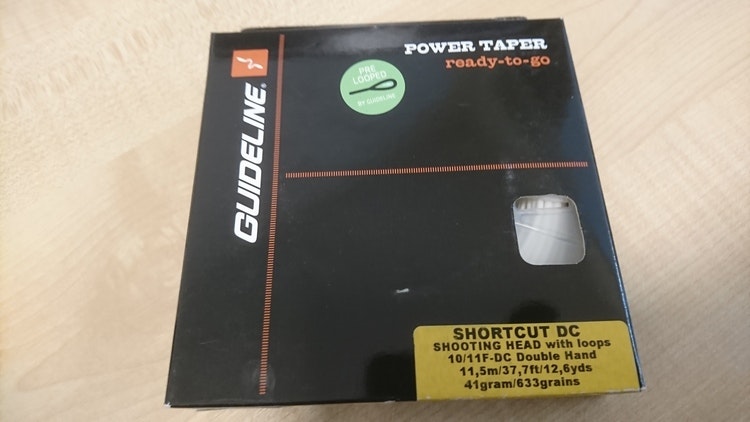 POWER TAPER
ready-to-go
PRE
LOOPED
BY GUIDELINE
GUIDELINE®
SHORTCUT DC
SHOOTING HEAD with loops
10/11F-DC Double Hand
11,5m/37,7ft/12,6yds
41gram/633grains